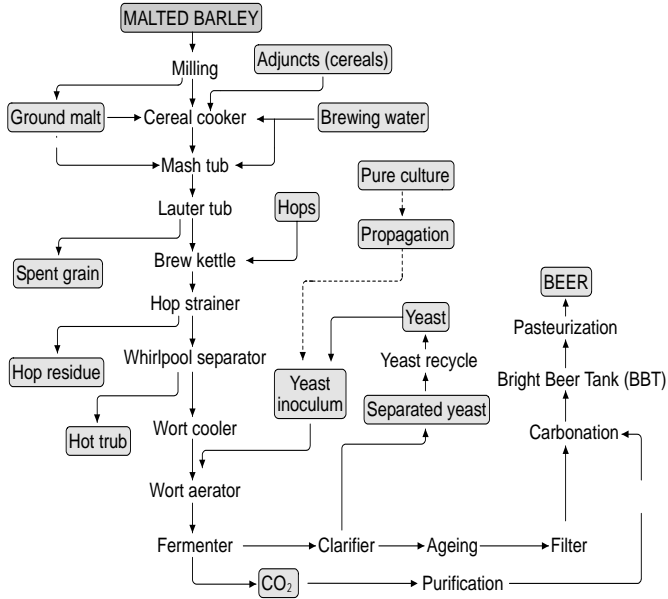 MALTED BARLEY
Milling
Adjuncts (cereals)
Ground malt
Cereal cooker
Brewing water
Mash tub
Pure culture
Lauter tub
Hops
Propagation
Spent grain
Brew kettle
BEER
Hop strainer
Yeast
Pasteurization
Hop residue
Whirlpool separator
Yeast recycle
Bright Beer Tank (BBT)
Yeast
inoculum
Separated yeast
Hot trub
Wort cooler
Carbonation
Wort aerator
Fermenter
Clarifier
Ageing
Filter
CO₂
Purification